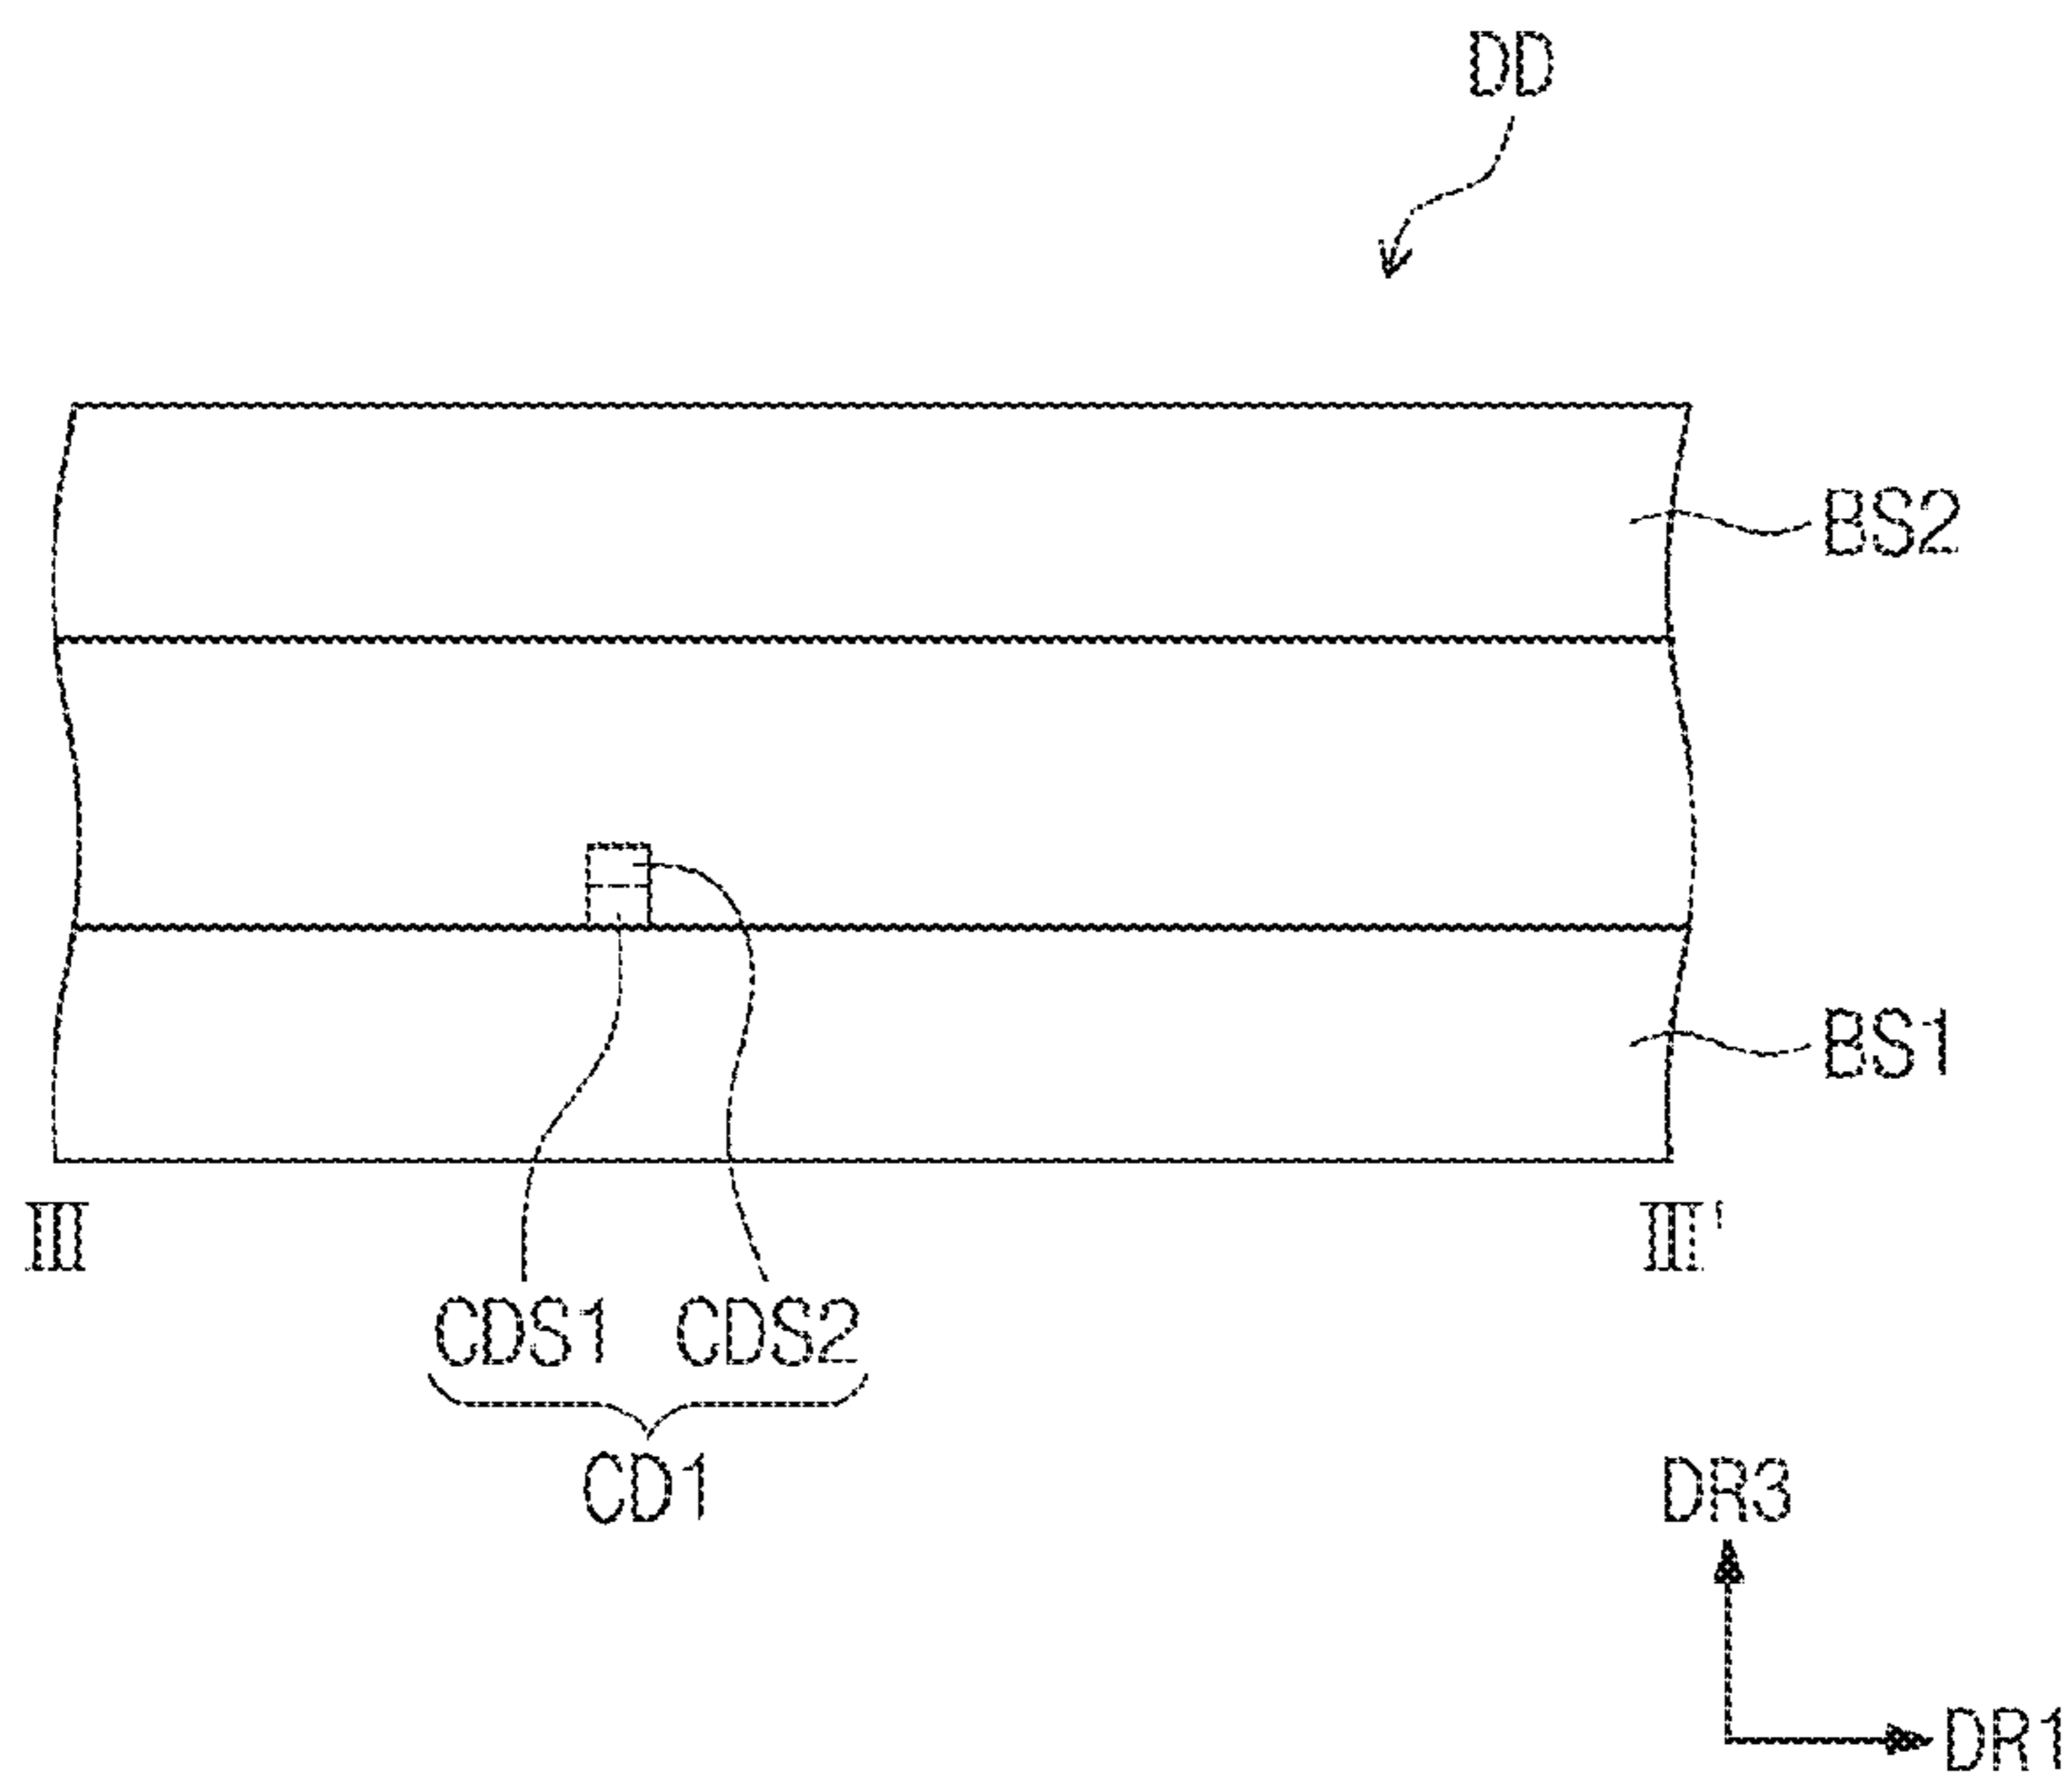 DD
BS2
BS1
III III'
CDS1 CDS2
CD1
DR3
DR1